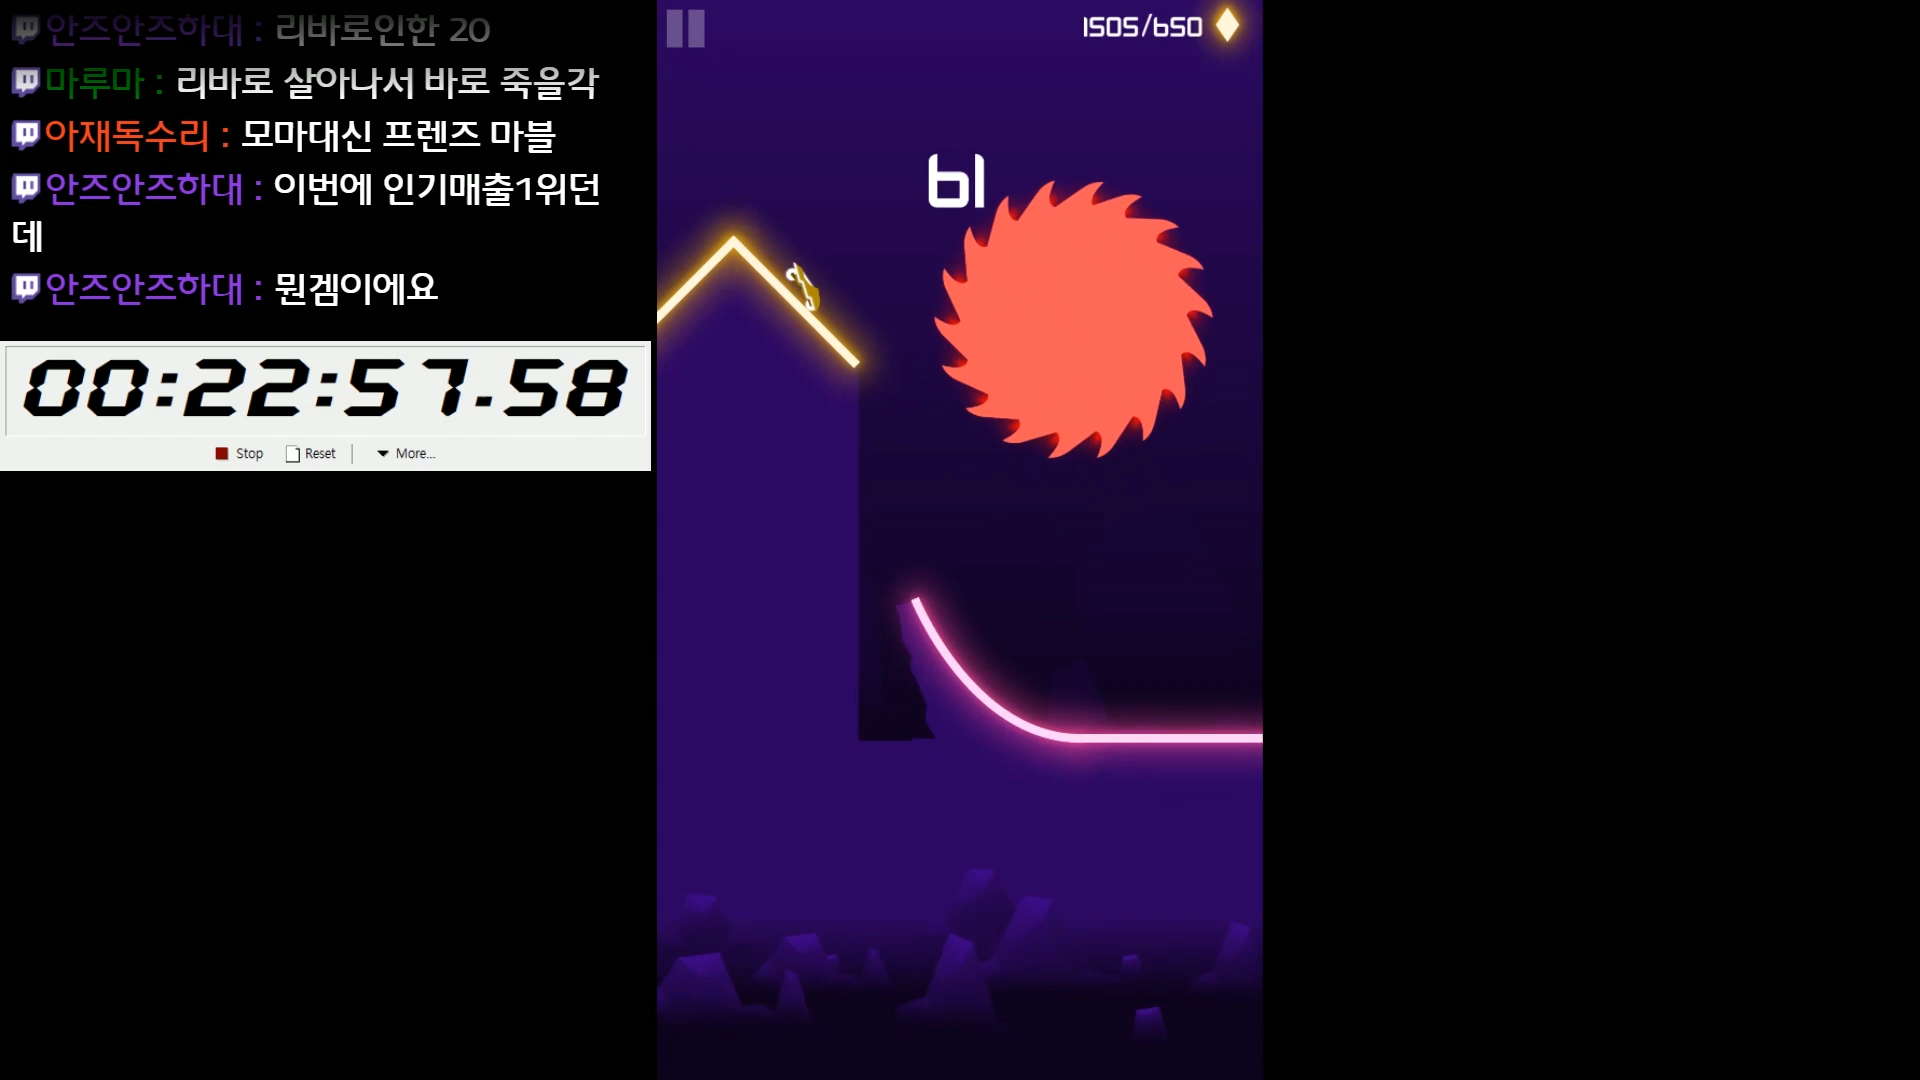 안즈안즈하대 : 리바로인한 20
마루마 : 리바로 살아나서 바로 죽을각
아재독수리 : 모마대신 프렌즈 마블
안즈안즈하대 : 이번에 인기매출1위던
데
안즈안즈하대 : 뭔겜이에요
00:22:57.58
Stop Reset More...
1505/650
61